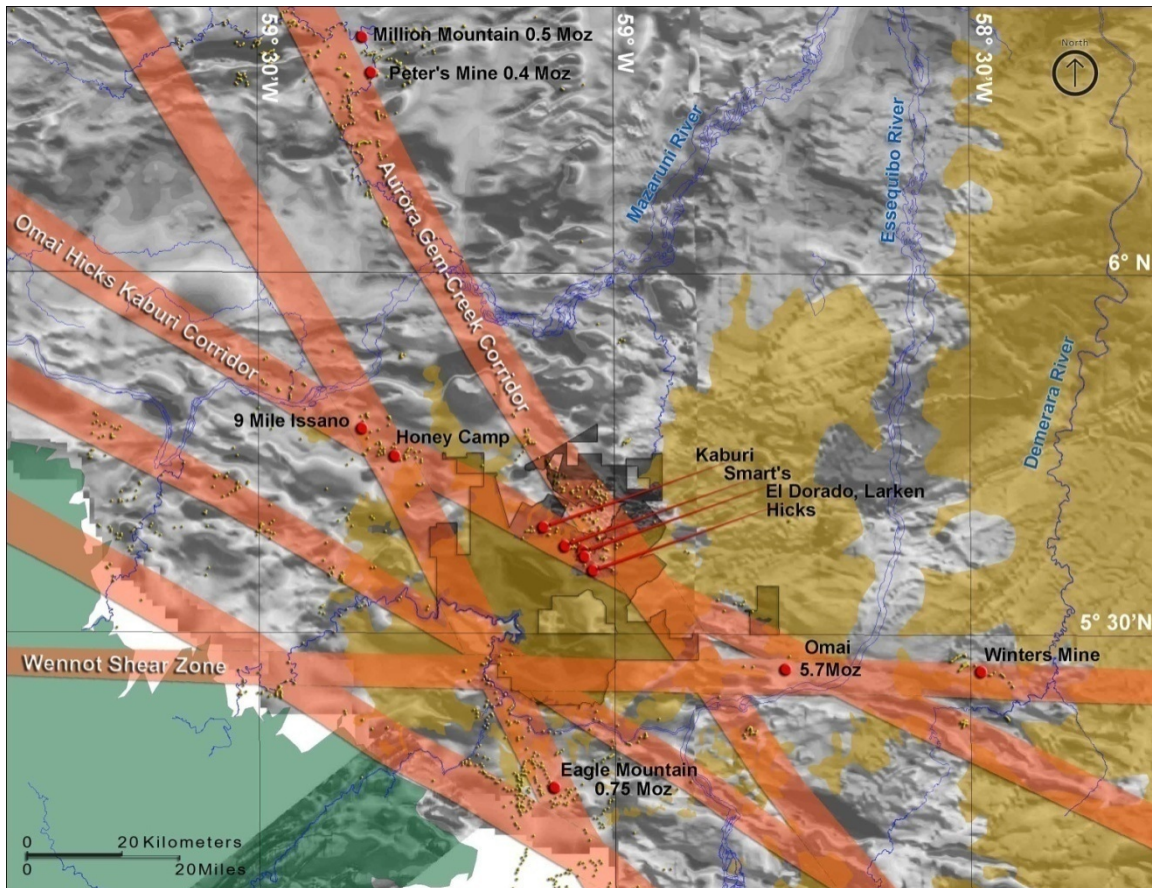 Million Mountain 0.5 Moz
Peter's Mine 0.4 Moz
59° 30'W
59° W
58° 30'W
North
Mazaruni River
Essequibo River
Demerara River
Aurora Gem-Creek Corridor
Omai Hicks Kaburi Corridor
6° N
9 Mile Issano
Honey Camp
Kaburi
Smart's
El Dorado, Larken
Hicks
5° 30'N
Wennot Shear Zone
Omai
5.7Moz
Winters Mine
Eagle Mountain
0.75 Moz
0 20 Kilometers
0 20 Miles